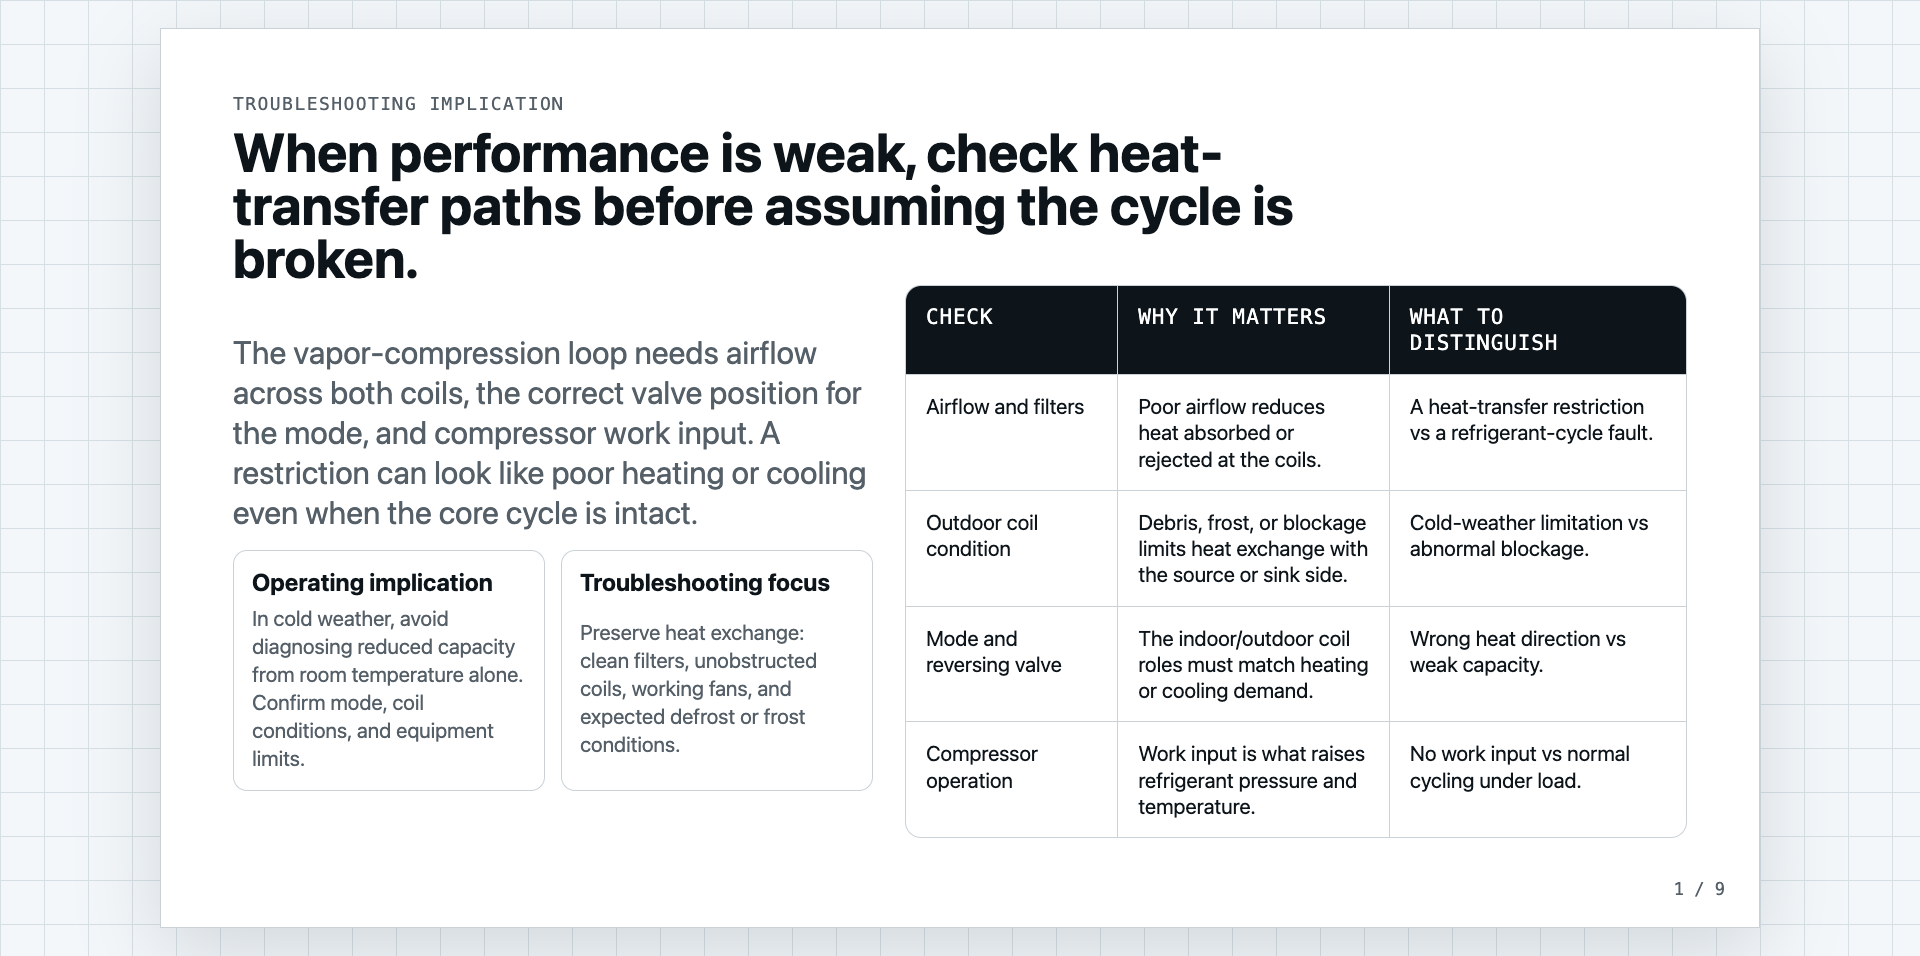 TROUBLESHOOTING IMPLICATION
When performance is weak, check heat-
transfer paths before assuming the cycle is
broken.
The vapor-compression loop needs airflow
across both coils, the correct valve position for
the mode, and compressor work input. A
restriction can look like poor heating or cooling
even when the core cycle is intact.
Operating implication
In cold weather, avoid
diagnosing reduced capacity
from room temperature alone.
Confirm mode, coil
conditions, and equipment
limits.
Troubleshooting focus
Preserve heat exchange:
clean filters, unobstructed
coils, working fans, and
expected defrost or frost
conditions.
CHECK
WHY IT MATTERS
WHAT TO
DISTINGUISH
Airflow and filters
Poor airflow reduces
heat absorbed or
rejected at the coils.
A heat-transfer restriction
vs a refrigerant-cycle fault.
Outdoor coil
condition
Debris, frost, or blockage
limits heat exchange with
the source or sink side.
Cold-weather limitation vs
abnormal blockage.
Mode and
reversing valve
The indoor/outdoor coil
roles must match heating
or cooling demand.
Wrong heat direction vs
weak capacity.
Compressor
operation
Work input is what raises
refrigerant pressure and
temperature.
No work input vs normal
cycling under load.
1 / 9